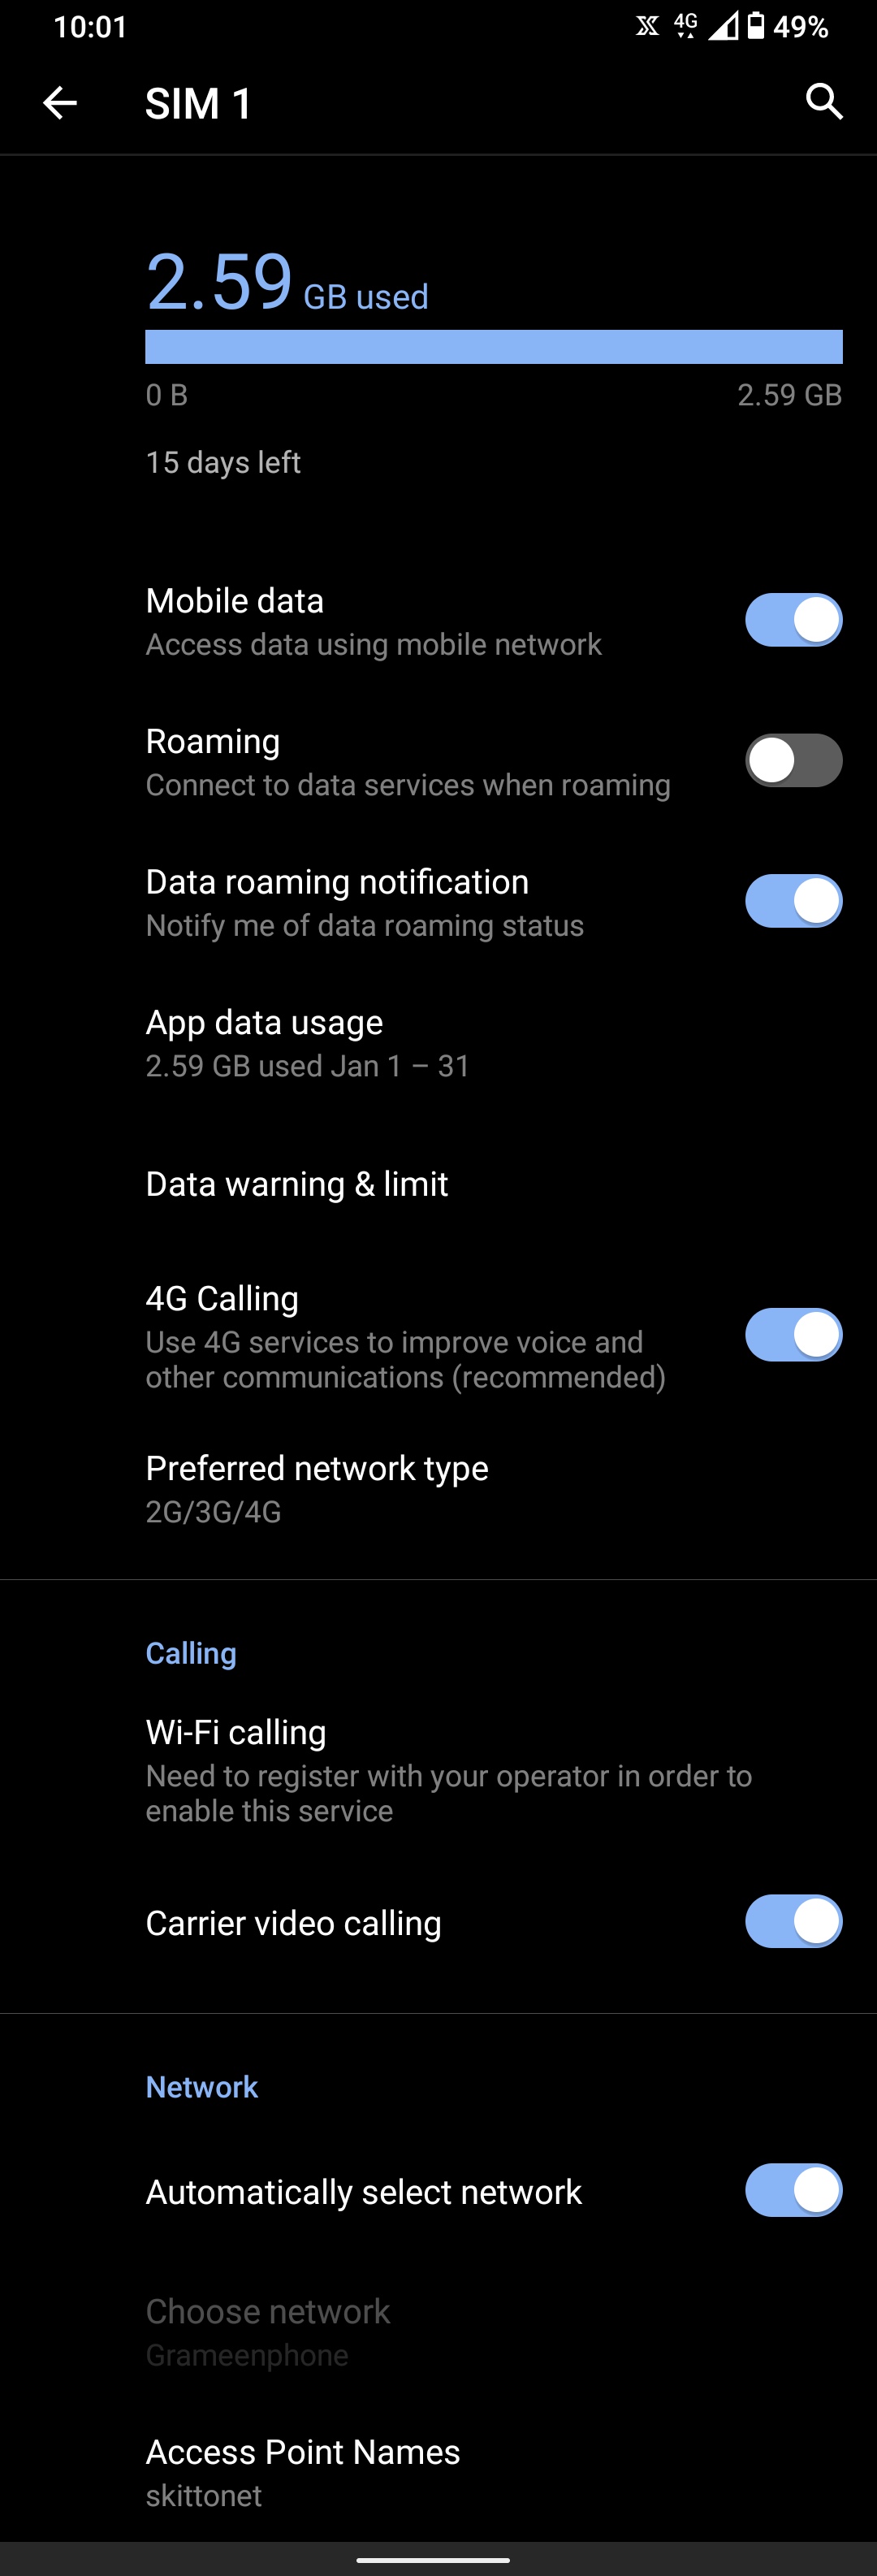 10:01
4G
49%
SIM 1
2.59 GB used
0 B
2.59 GB
15 days left
Mobile data
Access data using mobile network
Roaming
Connect to data services when roaming
Data roaming notification
Notify me of data roaming status
App data usage
2.59 GB used Jan 1 – 31
Data warning & limit
4G Calling
Use 4G services to improve voice and
other communications (recommended)
Preferred network type
2G/3G/4G
Calling
Wi-Fi calling
Need to register with your operator in order to
enable this service
Carrier video calling
Network
Automatically select network
Choose network
Grameenphone
Access Point Names
skittonet